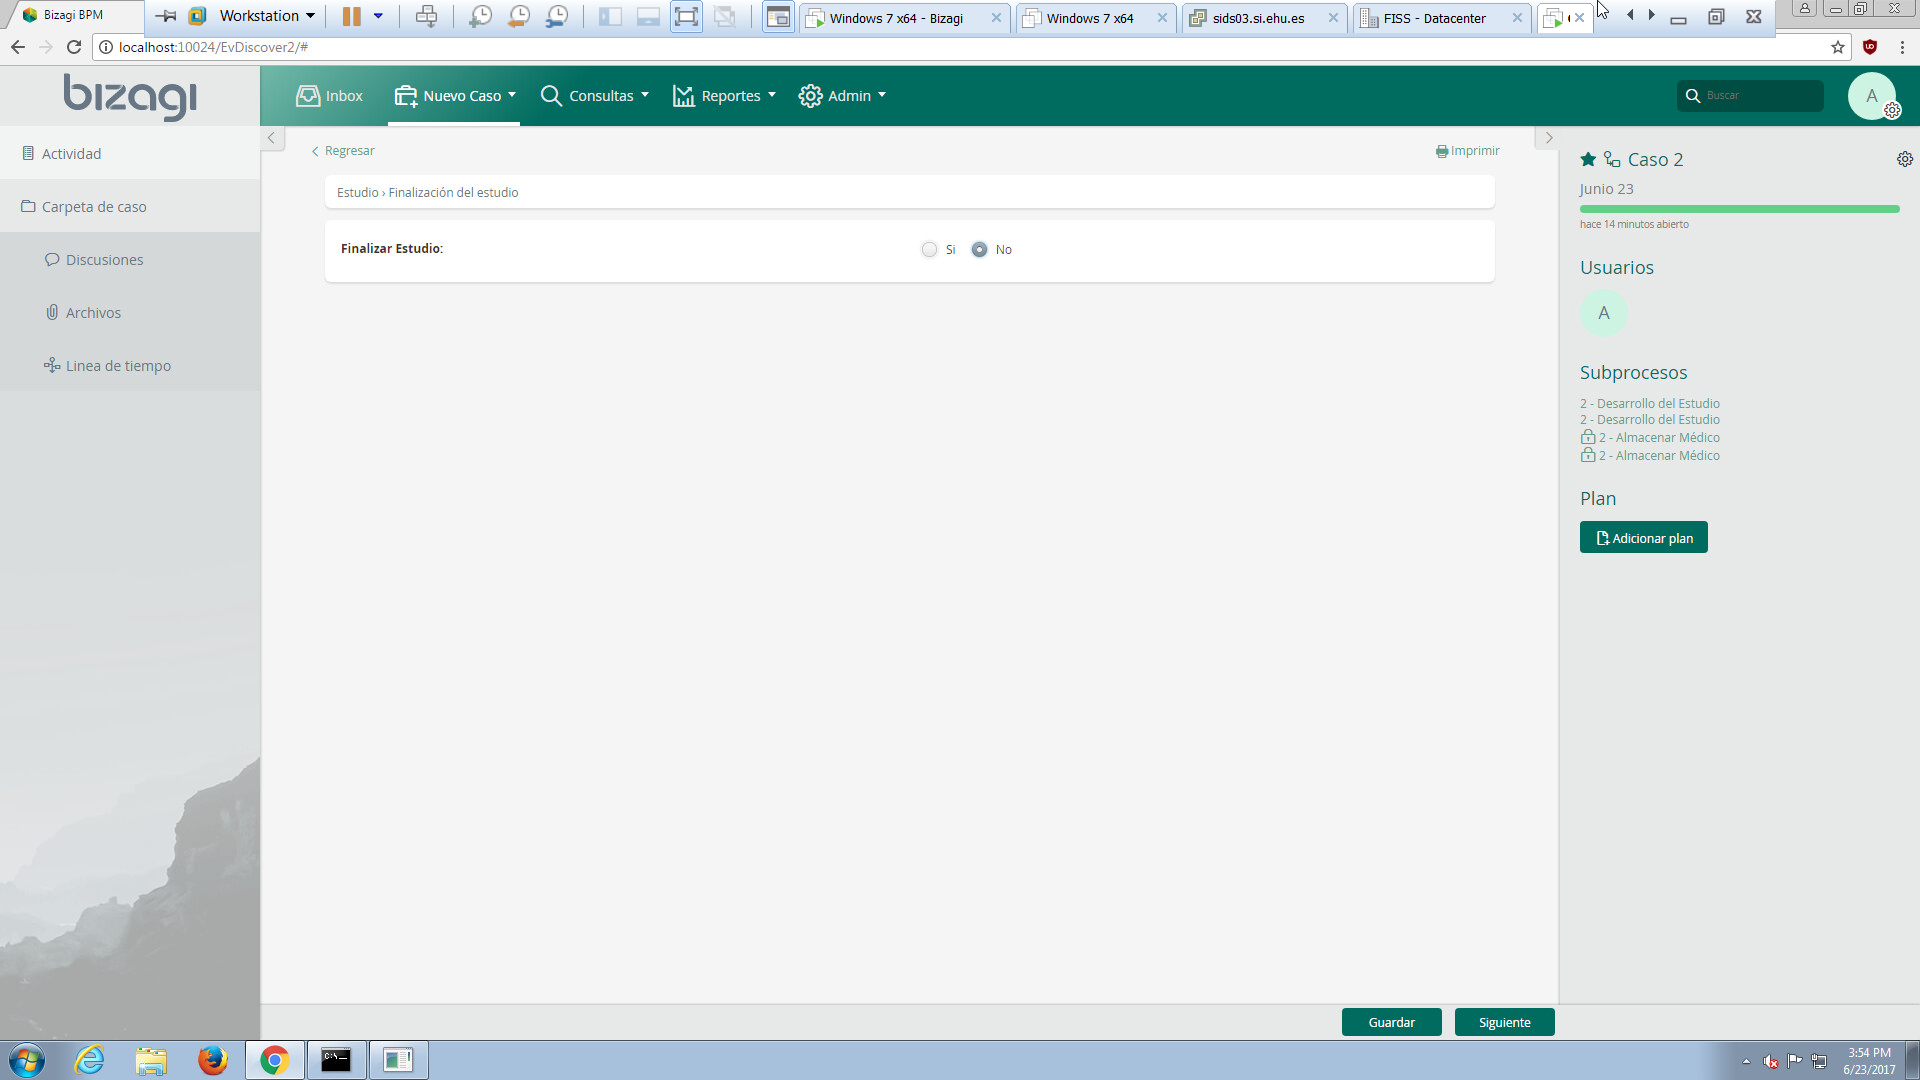 Bizagi BPM
Workstation
Windows 7 x64 - Bizagi
Windows 7 x64
sids03.si.ehu.es
FISS - Datacenter
localhost:10024/EvDiscover2/#
bizagi
Inbox
Nuevo Caso
Consultas
Reportes
Admin
Buscar
A
Actividad
Carpeta de caso
Discusiones
Archivos
Linea de tiempo
Regresar
Imprimir
Estudio › Finalización del estudio
Finalizar Estudio:
Si
No
Caso 2
Junio 23
hace 14 minutos abierto
Usuarios
A
Subprocesos
2 - Desarrollo del Estudio
2 - Desarrollo del Estudio
2 - Almacenar Médico
2 - Almacenar Médico
Plan
Adicionar plan
Guardar
Siguiente
C:\_
3:54 PM
6/23/2017